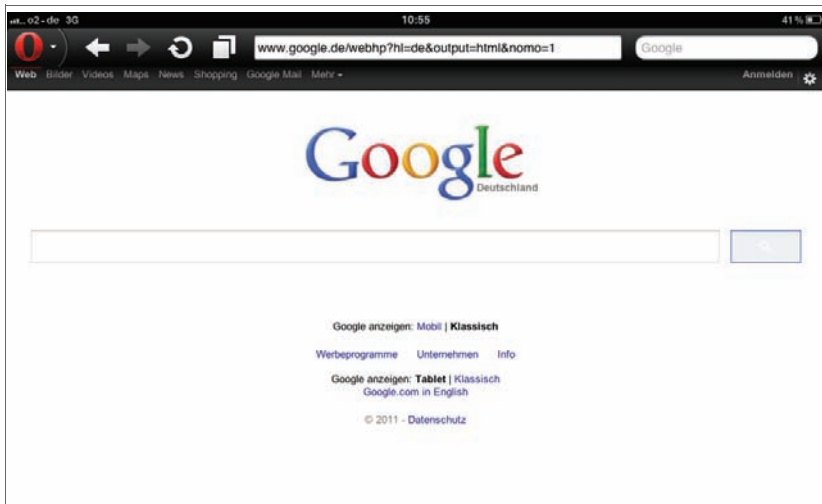 o2-de 3G 10:55 41%
www.google.de/webhp?hl=de&output=html&nomo=1 Google
Web Bilder Videos Maps News Shopping Google Mail Mehr Anmelden
Google
Deutschland
Google anzeigen: Mobil | Klassisch
Werbeprogramme Unternehmen Info
Google anzeigen: Tablet | Klassisch
Google.com in English
© 2011 - Datenschutz